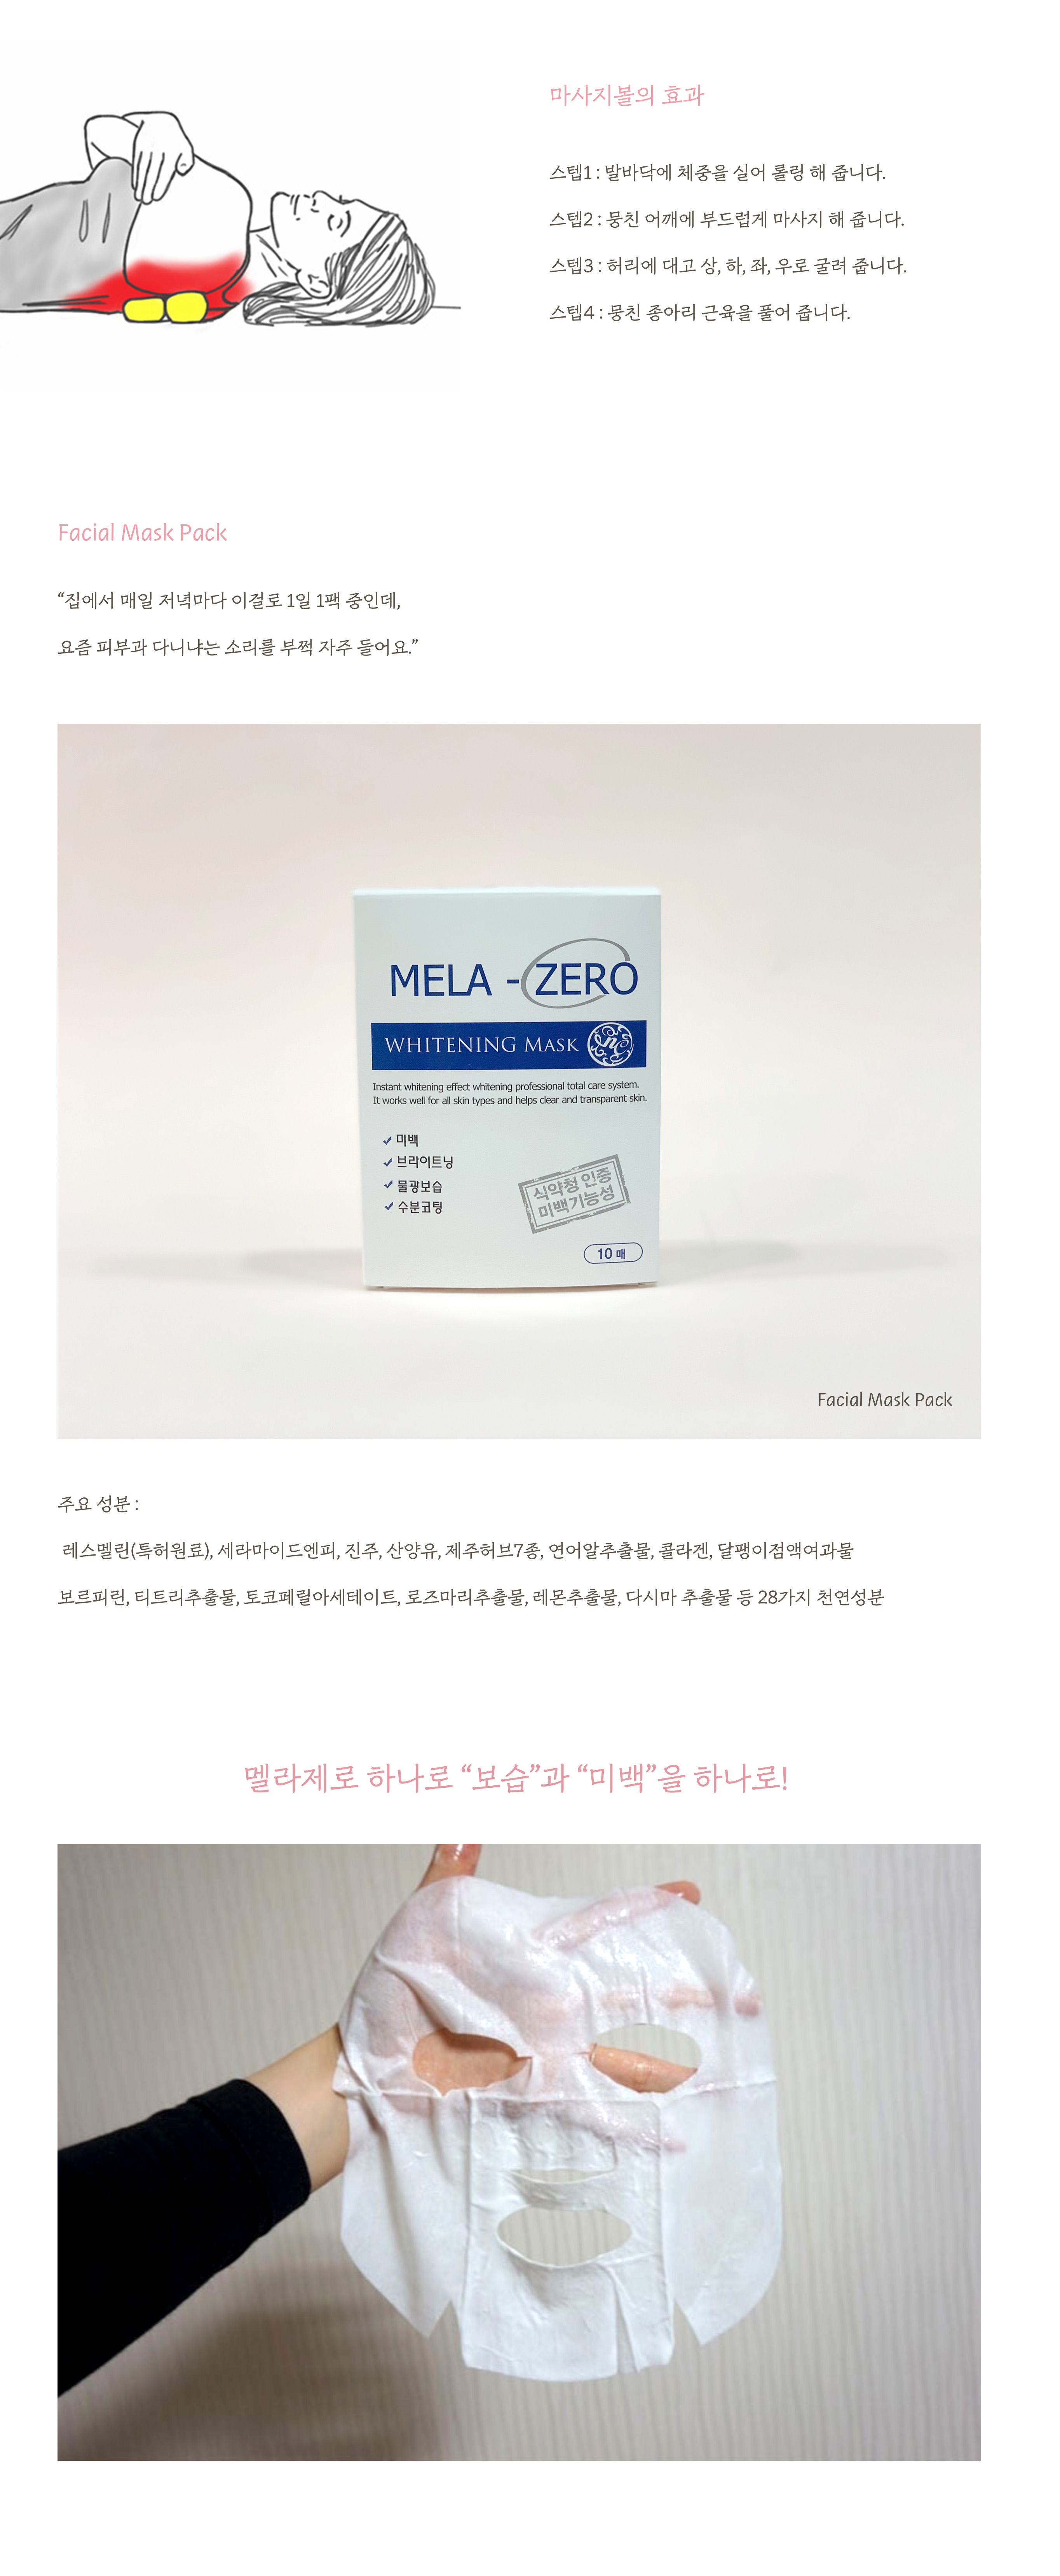 마사지볼의 효과
스텝1 : 발바닥에 체중을 실어 롤링 해 줍니다.
스텝2 : 뭉친 어깨에 부드럽게 마사지 해 줍니다.
스텝3 : 허리에 대고 상, 하, 좌, 우로 굴려 줍니다.
스텝4 : 뭉친 종아리 근육을 풀어 줍니다.
Facial Mask Pack
“집에서 매일 저녁마다 이걸로 1일 1팩 중인데,
요즘 피부과 다니냐는 소리를 부쩍 자주 들어요.”
MELA - ZERO
WHITENING MASK
Instant whitening effect whitening professional total care system.
It works well for all skin types and helps clear and transparent skin.
미백
브라이트닝
물광보습
수분코팅
식약청 인증
미백기능성
10 매
Facial Mask Pack
주요 성분 :
레스멜린(특허원료), 세라마이드엔피, 진주, 산양유, 제주허브7종, 연어알추출물, 콜라겐, 달팽이점액여과물
보르피린, 티트리추출물, 토코페릴아세테이트, 로즈마리추출물, 레몬추출물, 다시마 추출물 등 28가지 천연성분
멜라제로 하나로 “보습”과 “미백”을 하나로!